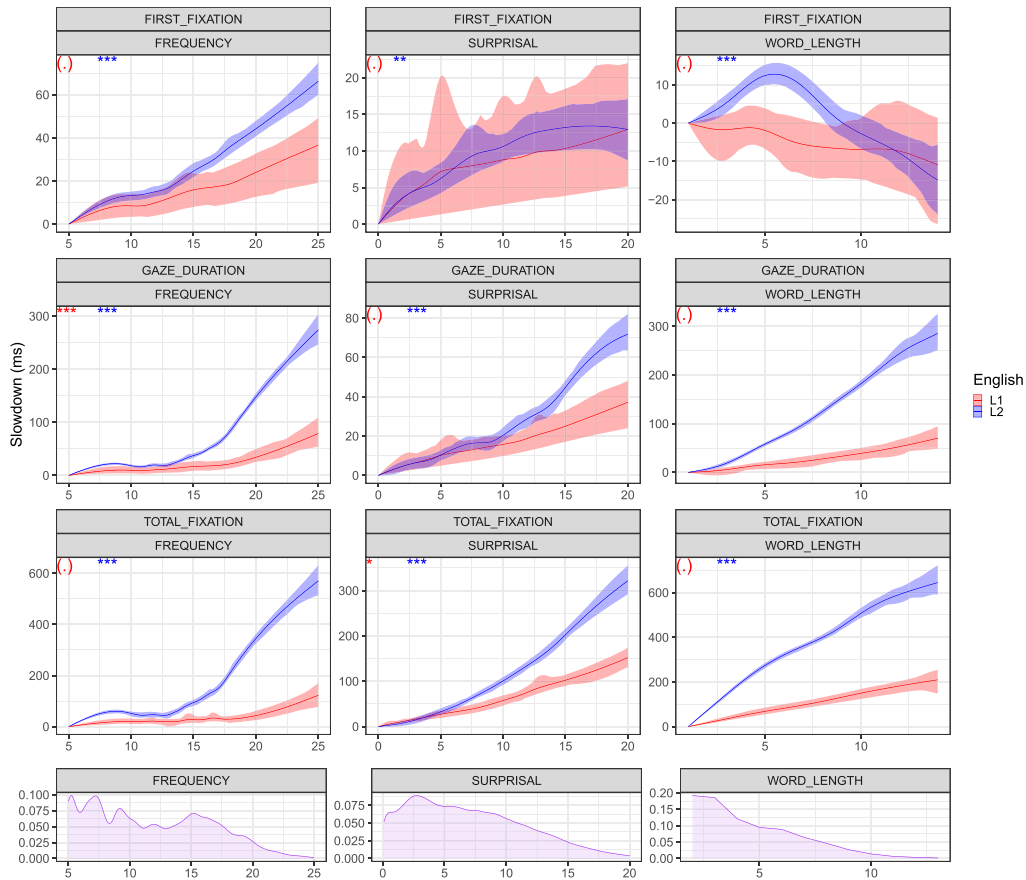 FIRST_FIXATION FIRST_FIXATION FIRST_FIXATION
FREQUENCY SURPRISAL WORD_LENGTH
(.) *** (.) ** (.) ***
60 20 10
40 15 0
20 10 −10
0 5 −20
0
5 10 15 20 25 0 5 10 15 20 5 10
GAZE_DURATION GAZE_DURATION GAZE_DURATION
FREQUENCY SURPRISAL WORD_LENGTH
*** *** (.) *** (.) ***
300 80 300
200 60 200
100 40 100
0 20 0
0
5 10 15 20 25 0 5 10 15 20 5 10
Slowdown (ms)
English
L1
L2
TOTAL_FIXATION TOTAL_FIXATION TOTAL_FIXATION
FREQUENCY SURPRISAL WORD_LENGTH
(.) *** * *** (.) ***
600 300 600
400 200 400
200 100 200
0 0 0
5 10 15 20 25 0 5 10 15 20 5 10
FREQUENCY SURPRISAL WORD_LENGTH
0.100 0.075 0.20
0.075 0.050 0.15
0.050 0.025 0.10
0.025 0.000 0.05
0.000 0.00
5 10 15 20 25 0 5 10 15 20 5 10